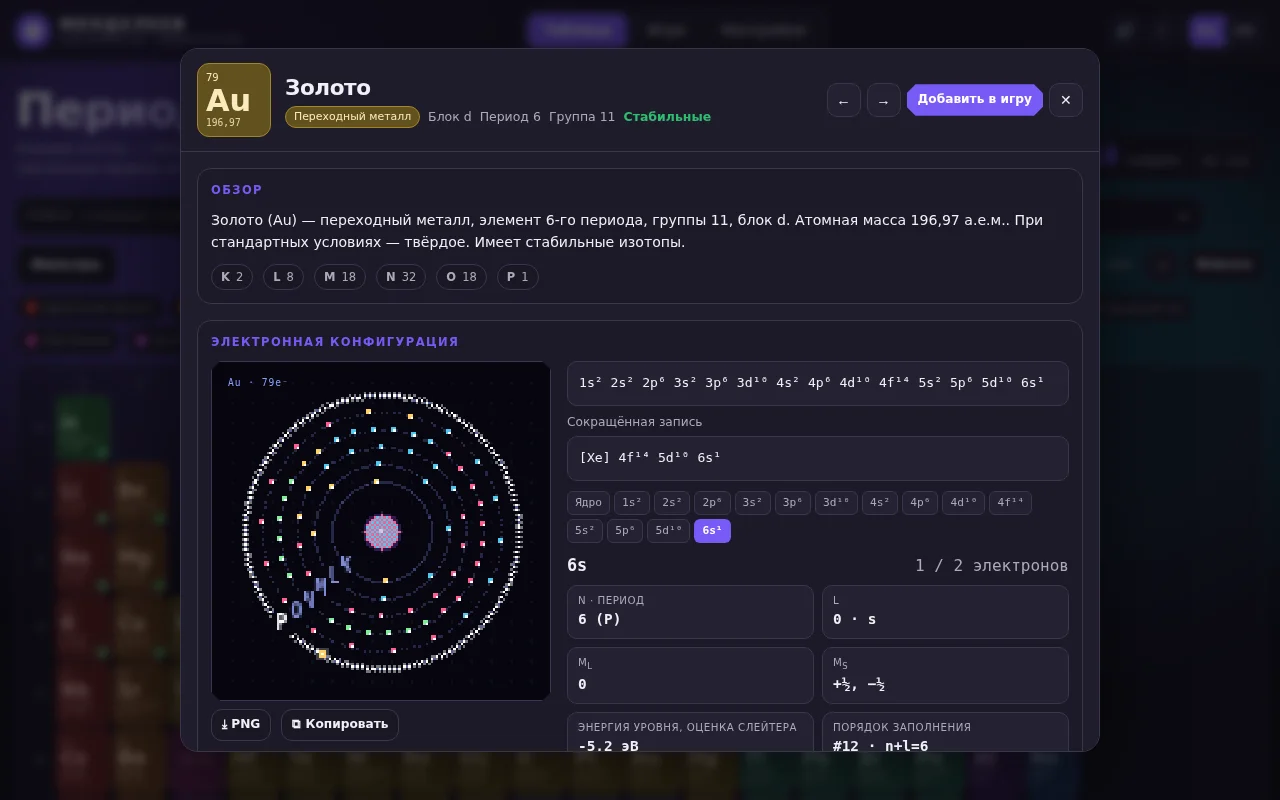 79
Au
196,97
Золото
Переходный металл Блок d Период 6 Группа 11 Стабильные
← → Добавить в игру ✕
ОБЗОР
Золото (Au) — переходный металл, элемент 6-го периода, группы 11, блок d. Атомная масса 196,97 а.е.м.. При
стандартных условиях — твёрдое. Имеет стабильные изотопы.
K 2 L 8 M 18 N 32 O 18 P 1
ЭЛЕКТРОННАЯ КОНФИГУРАЦИЯ
Au · 79e⁻
K
L
M
N
O
P
⤓ PNG ⧉ Копировать
1s² 2s² 2p⁶ 3s² 3p⁶ 3d¹⁰ 4s² 4p⁶ 4d¹⁰ 4f¹⁴ 5s² 5p⁶ 5d¹⁰ 6s¹
Сокращённая запись
[Xe] 4f¹⁴ 5d¹⁰ 6s¹
Ядро 1s² 2s² 2p⁶ 3s² 3p⁶ 3d¹⁰ 4s² 4p⁶ 4d¹⁰ 4f¹⁴
5s² 5p⁶ 5d¹⁰ 6s¹
6s 1 / 2 электронов
N · ПЕРИОД
6 (P)
L
0 · s
M_L
0
M_S
+½, −½
ЭНЕРГИЯ УРОВНЯ, ОЦЕНКА СЛЕЙТЕРА
-5.2 эВ
ПОРЯДОК ЗАПОЛНЕНИЯ
#12 · n+l=6